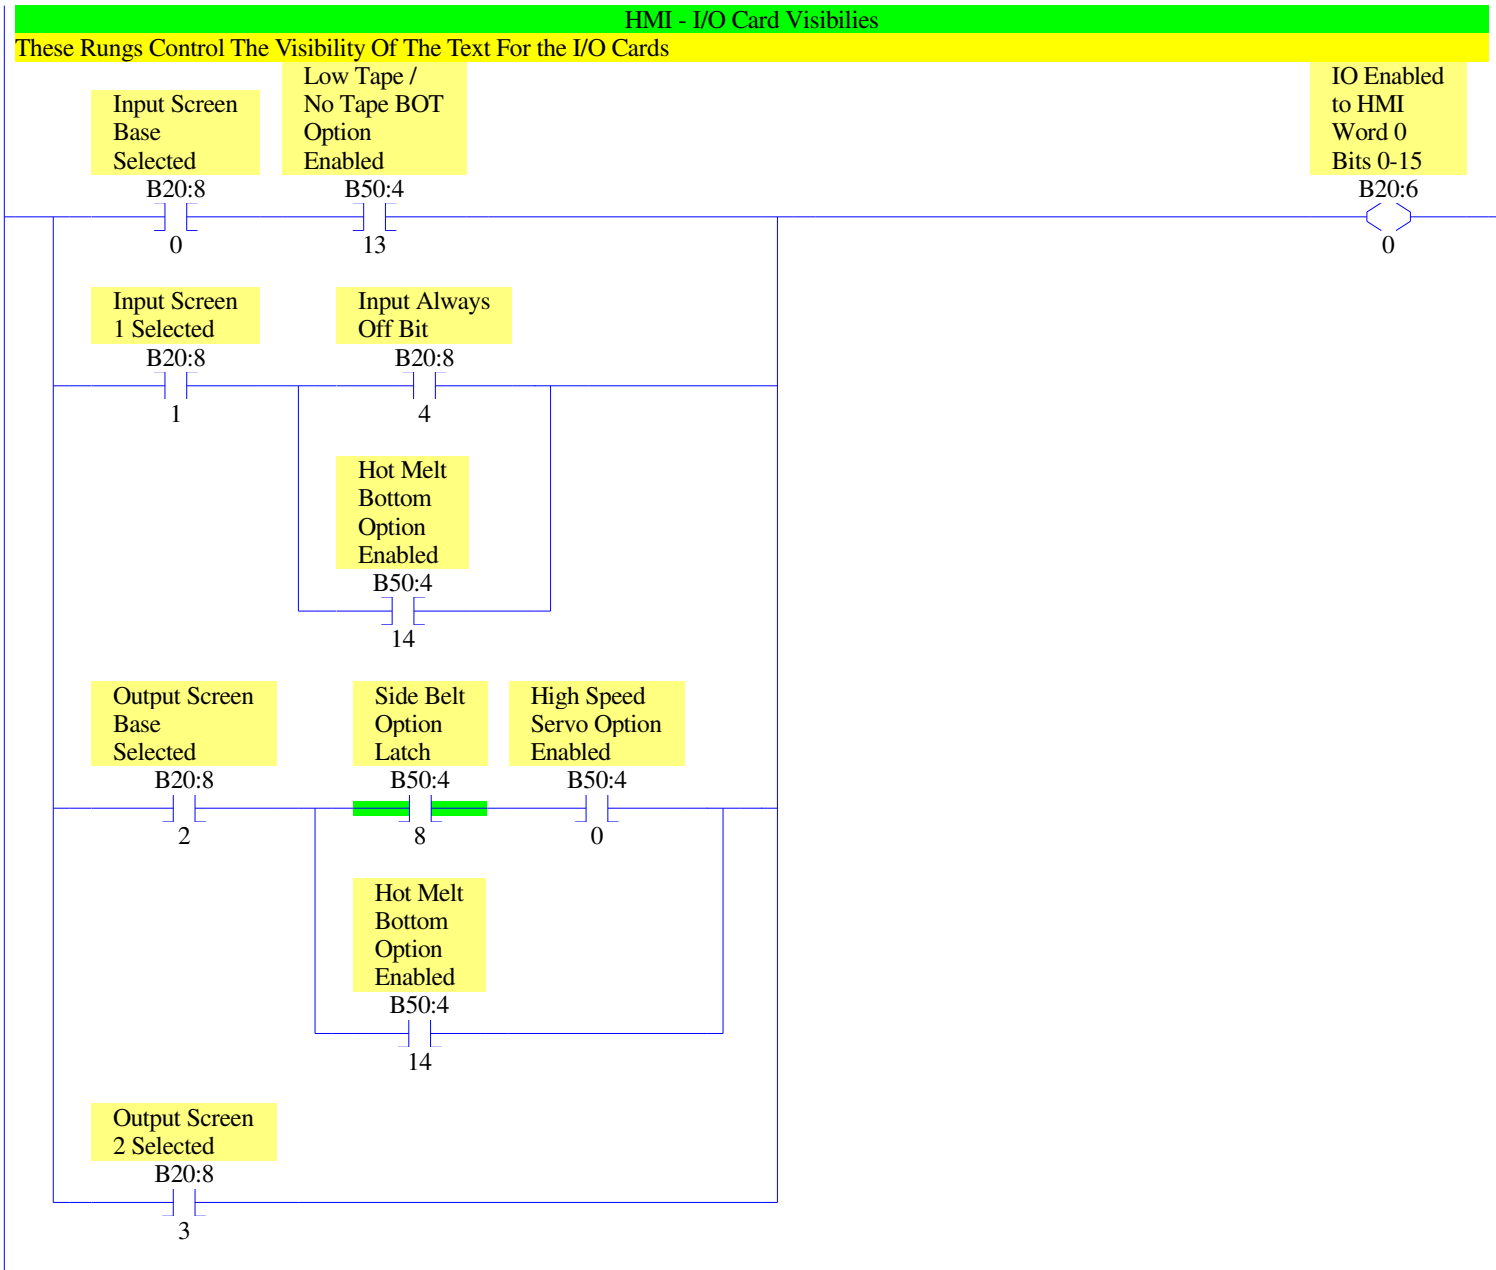 HMI - I/O Card Visibilies
These Rungs Control The Visibility Of The Text For the I/O Cards
Input Screen
Base
Selected
B20:8
0
Low Tape /
No Tape BOT
Option
Enabled
B50:4
13
IO Enabled
to HMI
Word 0
Bits 0-15
B20:6
0
Input Screen
1 Selected
B20:8
1
Input Always
Off Bit
B20:8
4
Hot Melt
Bottom
Option
Enabled
B50:4
14
Output Screen
Base
Selected
B20:8
2
Side Belt
Option
Latch
B50:4
8
High Speed
Servo Option
Enabled
B50:4
0
Hot Melt
Bottom
Option
Enabled
B50:4
14
Output Screen
2 Selected
B20:8
3